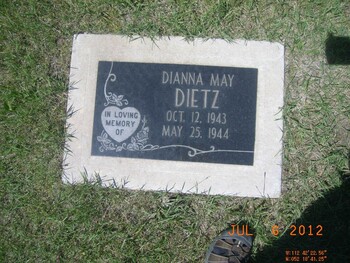 DIANNA MAY
DIETZ
OCT. 12, 1943
MAY 25, 1944
IN LOVING
MEMORY
OF
JUL 6 2012